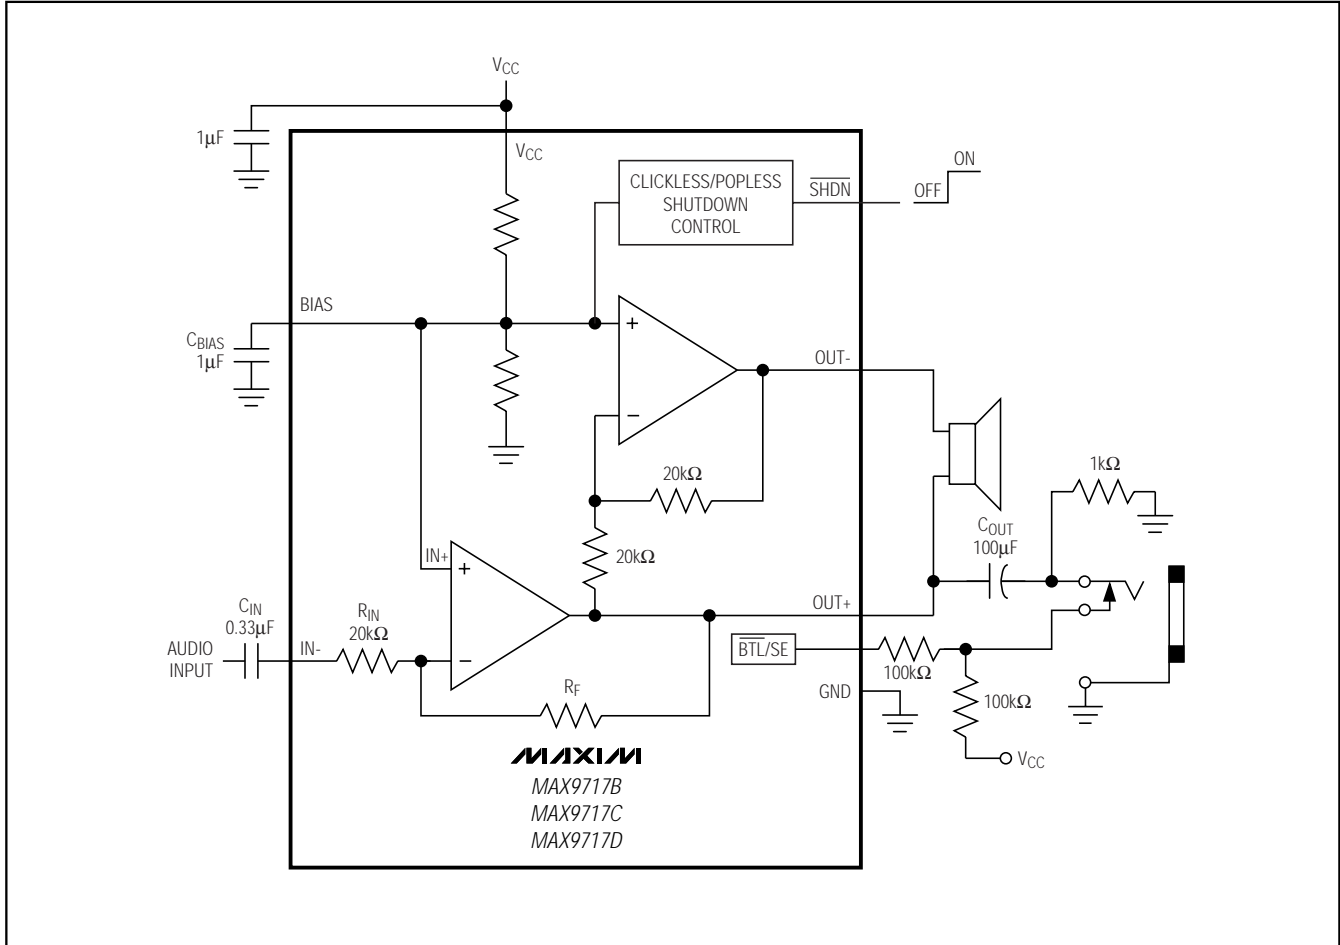 VCC
1µF
VCC
CLICKLESS/POPLESS
SHUTDOWN
CONTROL
SHDN
ON
OFF
BIAS
CBIAS
1µF
+
OUT-
−
20kΩ
1kΩ
COUT
100µF
20kΩ
IN+
+
OUT+
CIN
0.33µF
RIN
20kΩ
AUDIO
INPUT
IN-
−
BTL/SE
100kΩ
GND
100kΩ
RF
VCC
MAXIM
MAX9717B
MAX9717C
MAX9717D